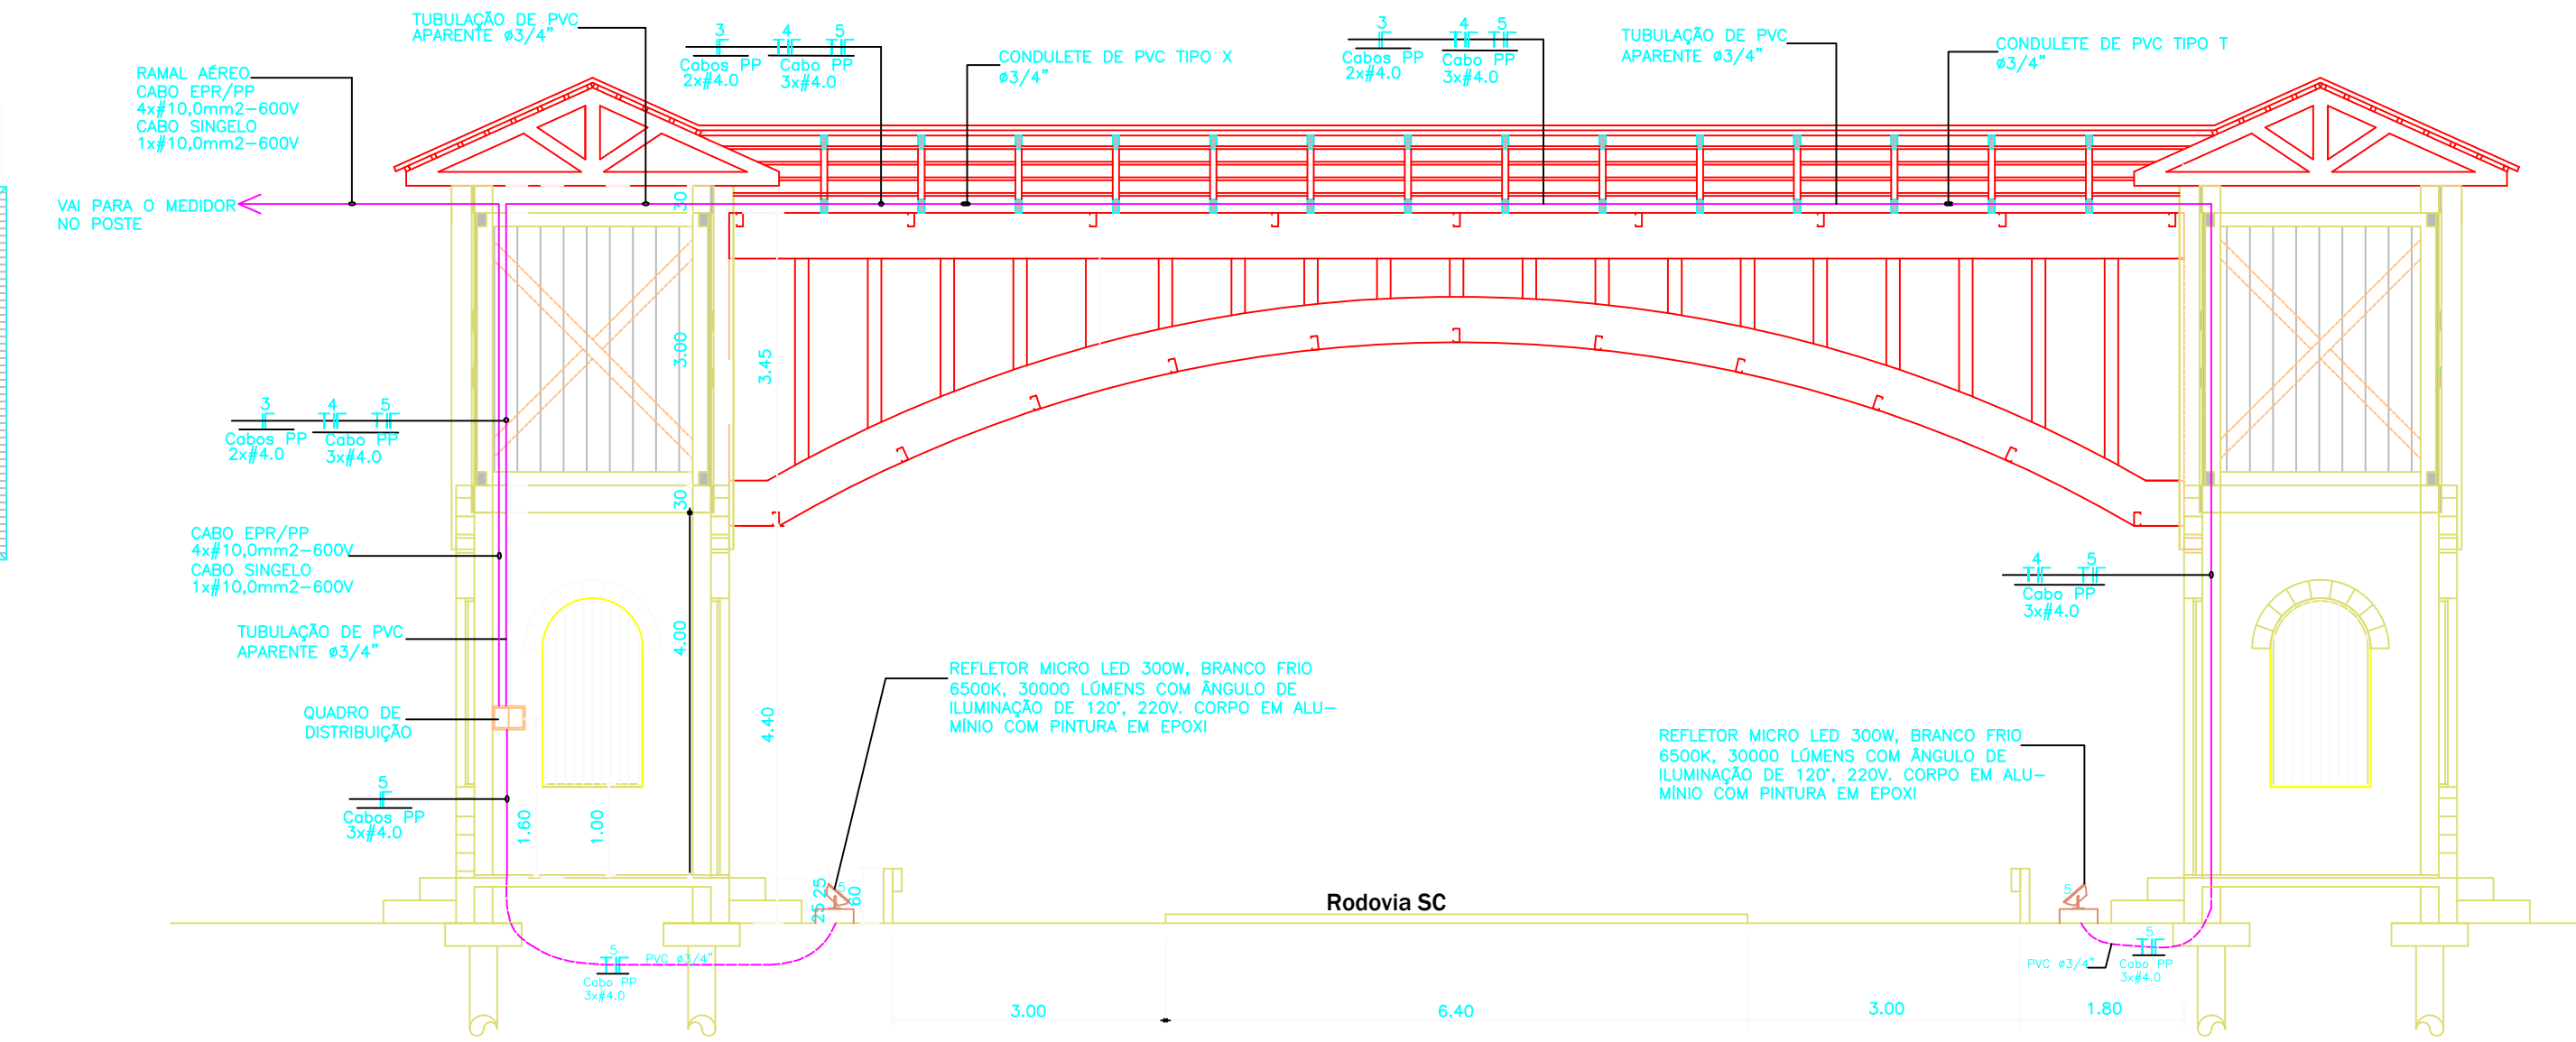 TUBULAÇÃO DE PVC
APARENTE ø3/4"
3
4
5
Cabos PP
2x#4.0
Cabo PP
3x#4.0
CONDULETE DE PVC TIPO X
ø3/4"
3
4
5
Cabos PP
2x#4.0
Cabo PP
3x#4.0
TUBULAÇÃO DE PVC
APARENTE ø3/4"
CONDULETE DE PVC TIPO T
ø3/4"
RAMAL AÉREO
CABO EPR/PP
4x#10,0mm2-600V
CABO SINGELO
1x#10,0mm2-600V
VAI PARA O MEDIDOR
NO POSTE
30
3.00
3.45
3
4
5
Cabos PP
2x#4.0
Cabo PP
3x#4.0
30
CABO EPR/PP
4x#10,0mm2-600V
CABO SINGELO
1x#10,0mm2-600V
4
5
Cabo PP
3x#4.0
TUBULAÇÃO DE PVC
APARENTE ø3/4"
4.00
4.40
REFLETOR MICRO LED 300W, BRANCO FRIO
6500K, 30000 LÚMENS COM ÂNGULO DE
ILUMINAÇÃO DE 120°, 220V. CORPO EM ALU-
MÍNIO COM PINTURA EM EPOXI
QUADRO DE
DISTRIBUIÇÃO
REFLETOR MICRO LED 300W, BRANCO FRIO
6500K, 30000 LÚMENS COM ÂNGULO DE
ILUMINAÇÃO DE 120°, 220V. CORPO EM ALU-
MÍNIO COM PINTURA EM EPOXI
5
Cabos PP
3x#4.0
1.60
1.00
25
25
5
60
Rodovia SC
5
5
PVC ø3/4"
Cabo PP
3x#4.0
5
PVC ø3/4"
Cabo PP
3x#4.0
3.00
6.40
3.00
1.80